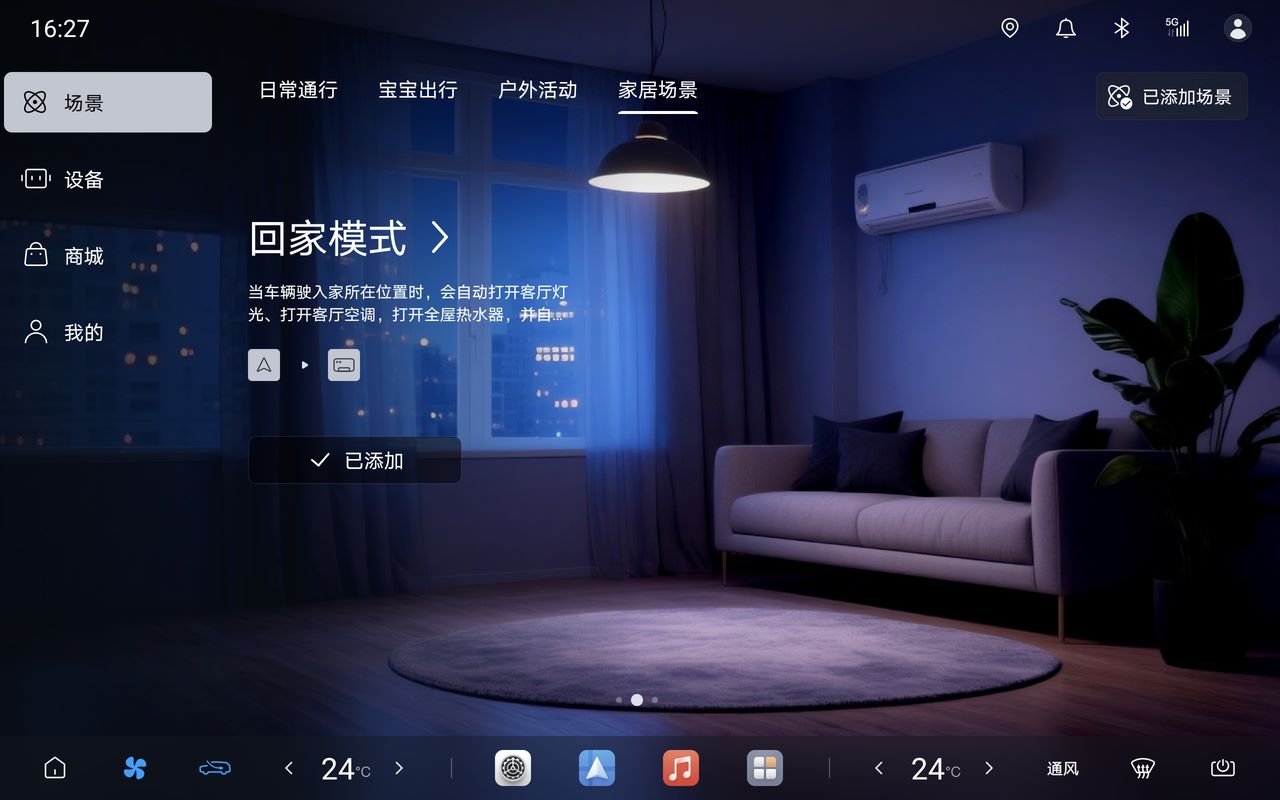 16:27
5G
场景
日常通行
宝宝出行
户外活动
家居场景
已添加场景
设备
商城
我的
回家模式
当车辆驶入家所在位置时，会自动打开客厅灯
光、打开客厅空调，打开全屋热水器，并自...
已添加
24°C
24°C
通风